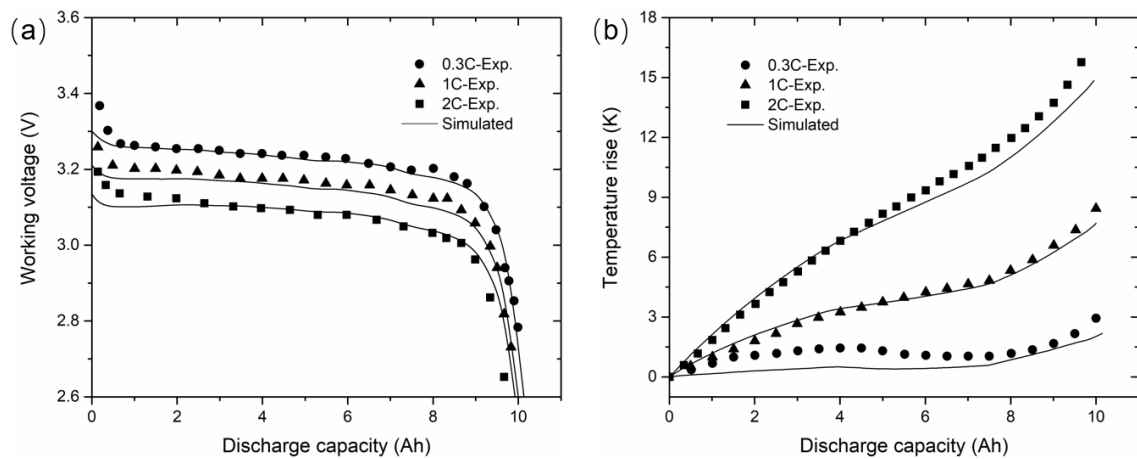 (a)
3.6
3.4
3.2
3.0
2.8
2.6
Working voltage (V)
0.3C-Exp.
1C-Exp.
2C-Exp.
Simulated
0 2 4 6 8 10
Discharge capacity (Ah)
(b)
18
15
12
9
6
3
0
Temperature rise (K)
0.3C-Exp.
1C-Exp.
2C-Exp.
Simulated
0 2 4 6 8 10
Discharge capacity (Ah)